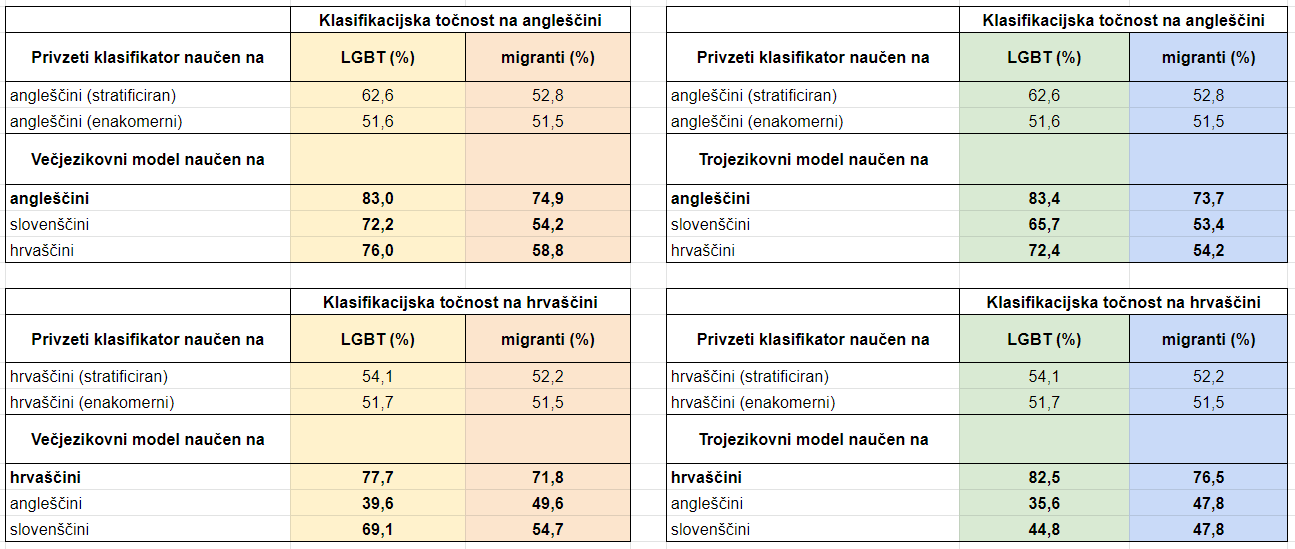 Klasifikacijska točnost na angleščini
Privzeti klasifikator naučen na LGBT (%) migranti (%)
angleščini (stratificiran) 62,6 52,8
angleščini (enakomerni) 51,6 51,5
Večjezikovni model naučen na
angleščini 83,0 74,9
slovenščini 72,2 54,2
hrvaščini 76,0 58,8
Klasifikacijska točnost na angleščini
Privzeti klasifikator naučen na LGBT (%) migranti (%)
angleščini (stratificiran) 62,6 52,8
angleščini (enakomerni) 51,6 51,5
Trojezikovni model naučen na
angleščini 83,4 73,7
slovenščini 65,7 53,4
hrvaščini 72,4 54,2
Klasifikacijska točnost na hrvaščini
Privzeti klasifikator naučen na LGBT (%) migranti (%)
hrvaščini (stratificiran) 54,1 52,2
hrvaščini (enakomerni) 51,7 51,5
Večjezikovni model naučen na
hrvaščini 77,7 71,8
angleščini 39,6 49,6
slovenščini 69,1 54,7
Klasifikacijska točnost na hrvaščini
Privzeti klasifikator naučen na LGBT (%) migranti (%)
hrvaščini (stratificiran) 54,1 52,2
hrvaščini (enakomerni) 51,7 51,5
Trojezikovni model naučen na
hrvaščini 82,5 76,5
angleščini 35,6 47,8
slovenščini 44,8 47,8